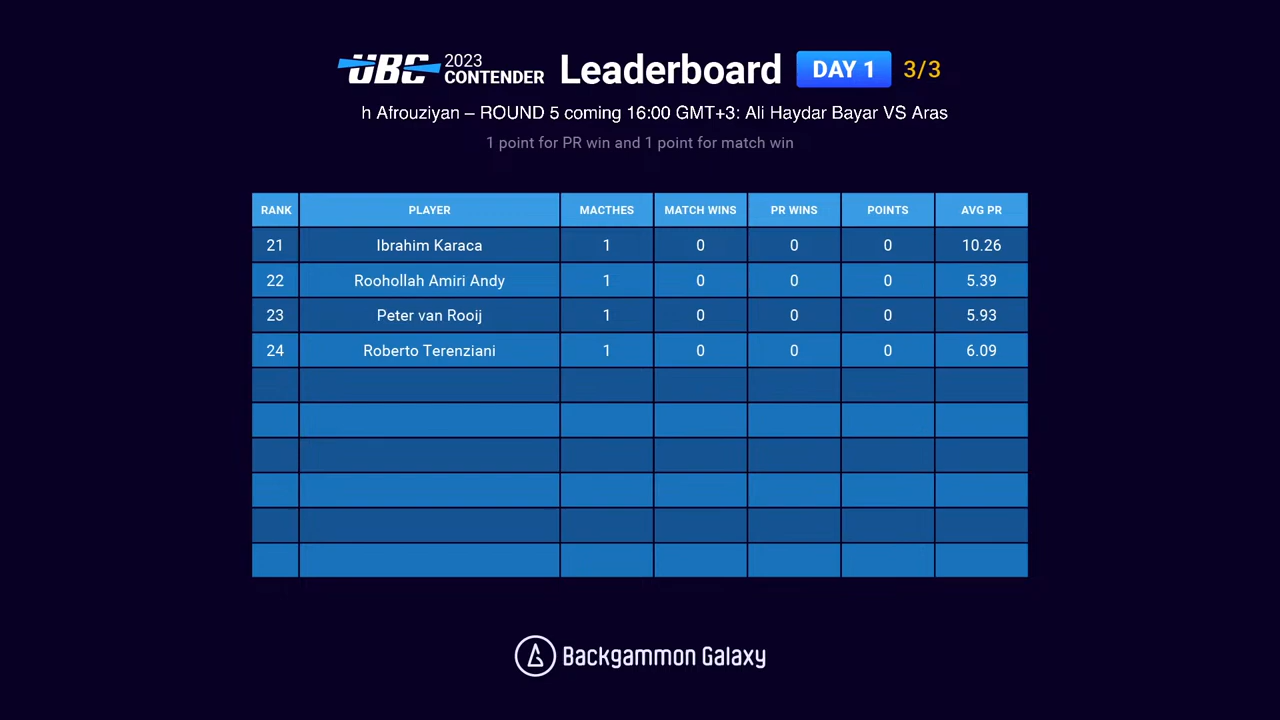 UBC 2023 CONTENDER Leaderboard DAY 1 3/3
h Afrouziyan – ROUND 5 coming 16:00 GMT+3: Ali Haydar Bayar VS Aras
1 point for PR win and 1 point for match win
RANK PLAYER MACTHES MATCH WINS PR WINS POINTS AVG PR
21 Ibrahim Karaca 1 0 0 0 10.26
22 Roohollah Amiri Andy 1 0 0 0 5.39
23 Peter van Rooij 1 0 0 0 5.93
24 Roberto Terenziani 1 0 0 0 6.09
Backgammon Galaxy